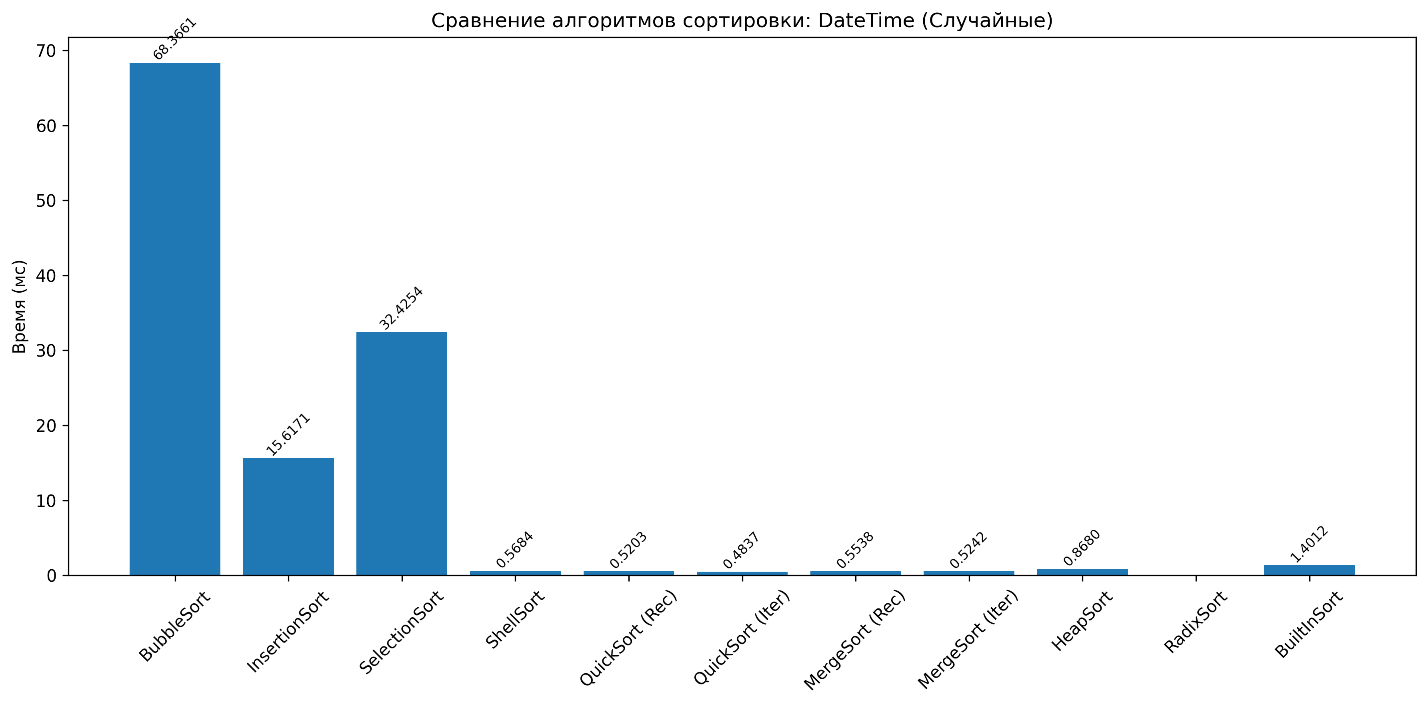 Сравнение алгоритмов сортировки: DateTime (Случайные)
Время (мс)
70
60
50
40
30
20
10
0
68.3661
15.6171
32.4254
0.5684
0.5203
0.4837
0.5538
0.5242
0.8680
1.4012
BubbleSort
InsertionSort
SelectionSort
ShellSort
QuickSort (Rec)
QuickSort (Iter)
MergeSort (Rec)
MergeSort (Iter)
HeapSort
RadixSort
BuiltInSort